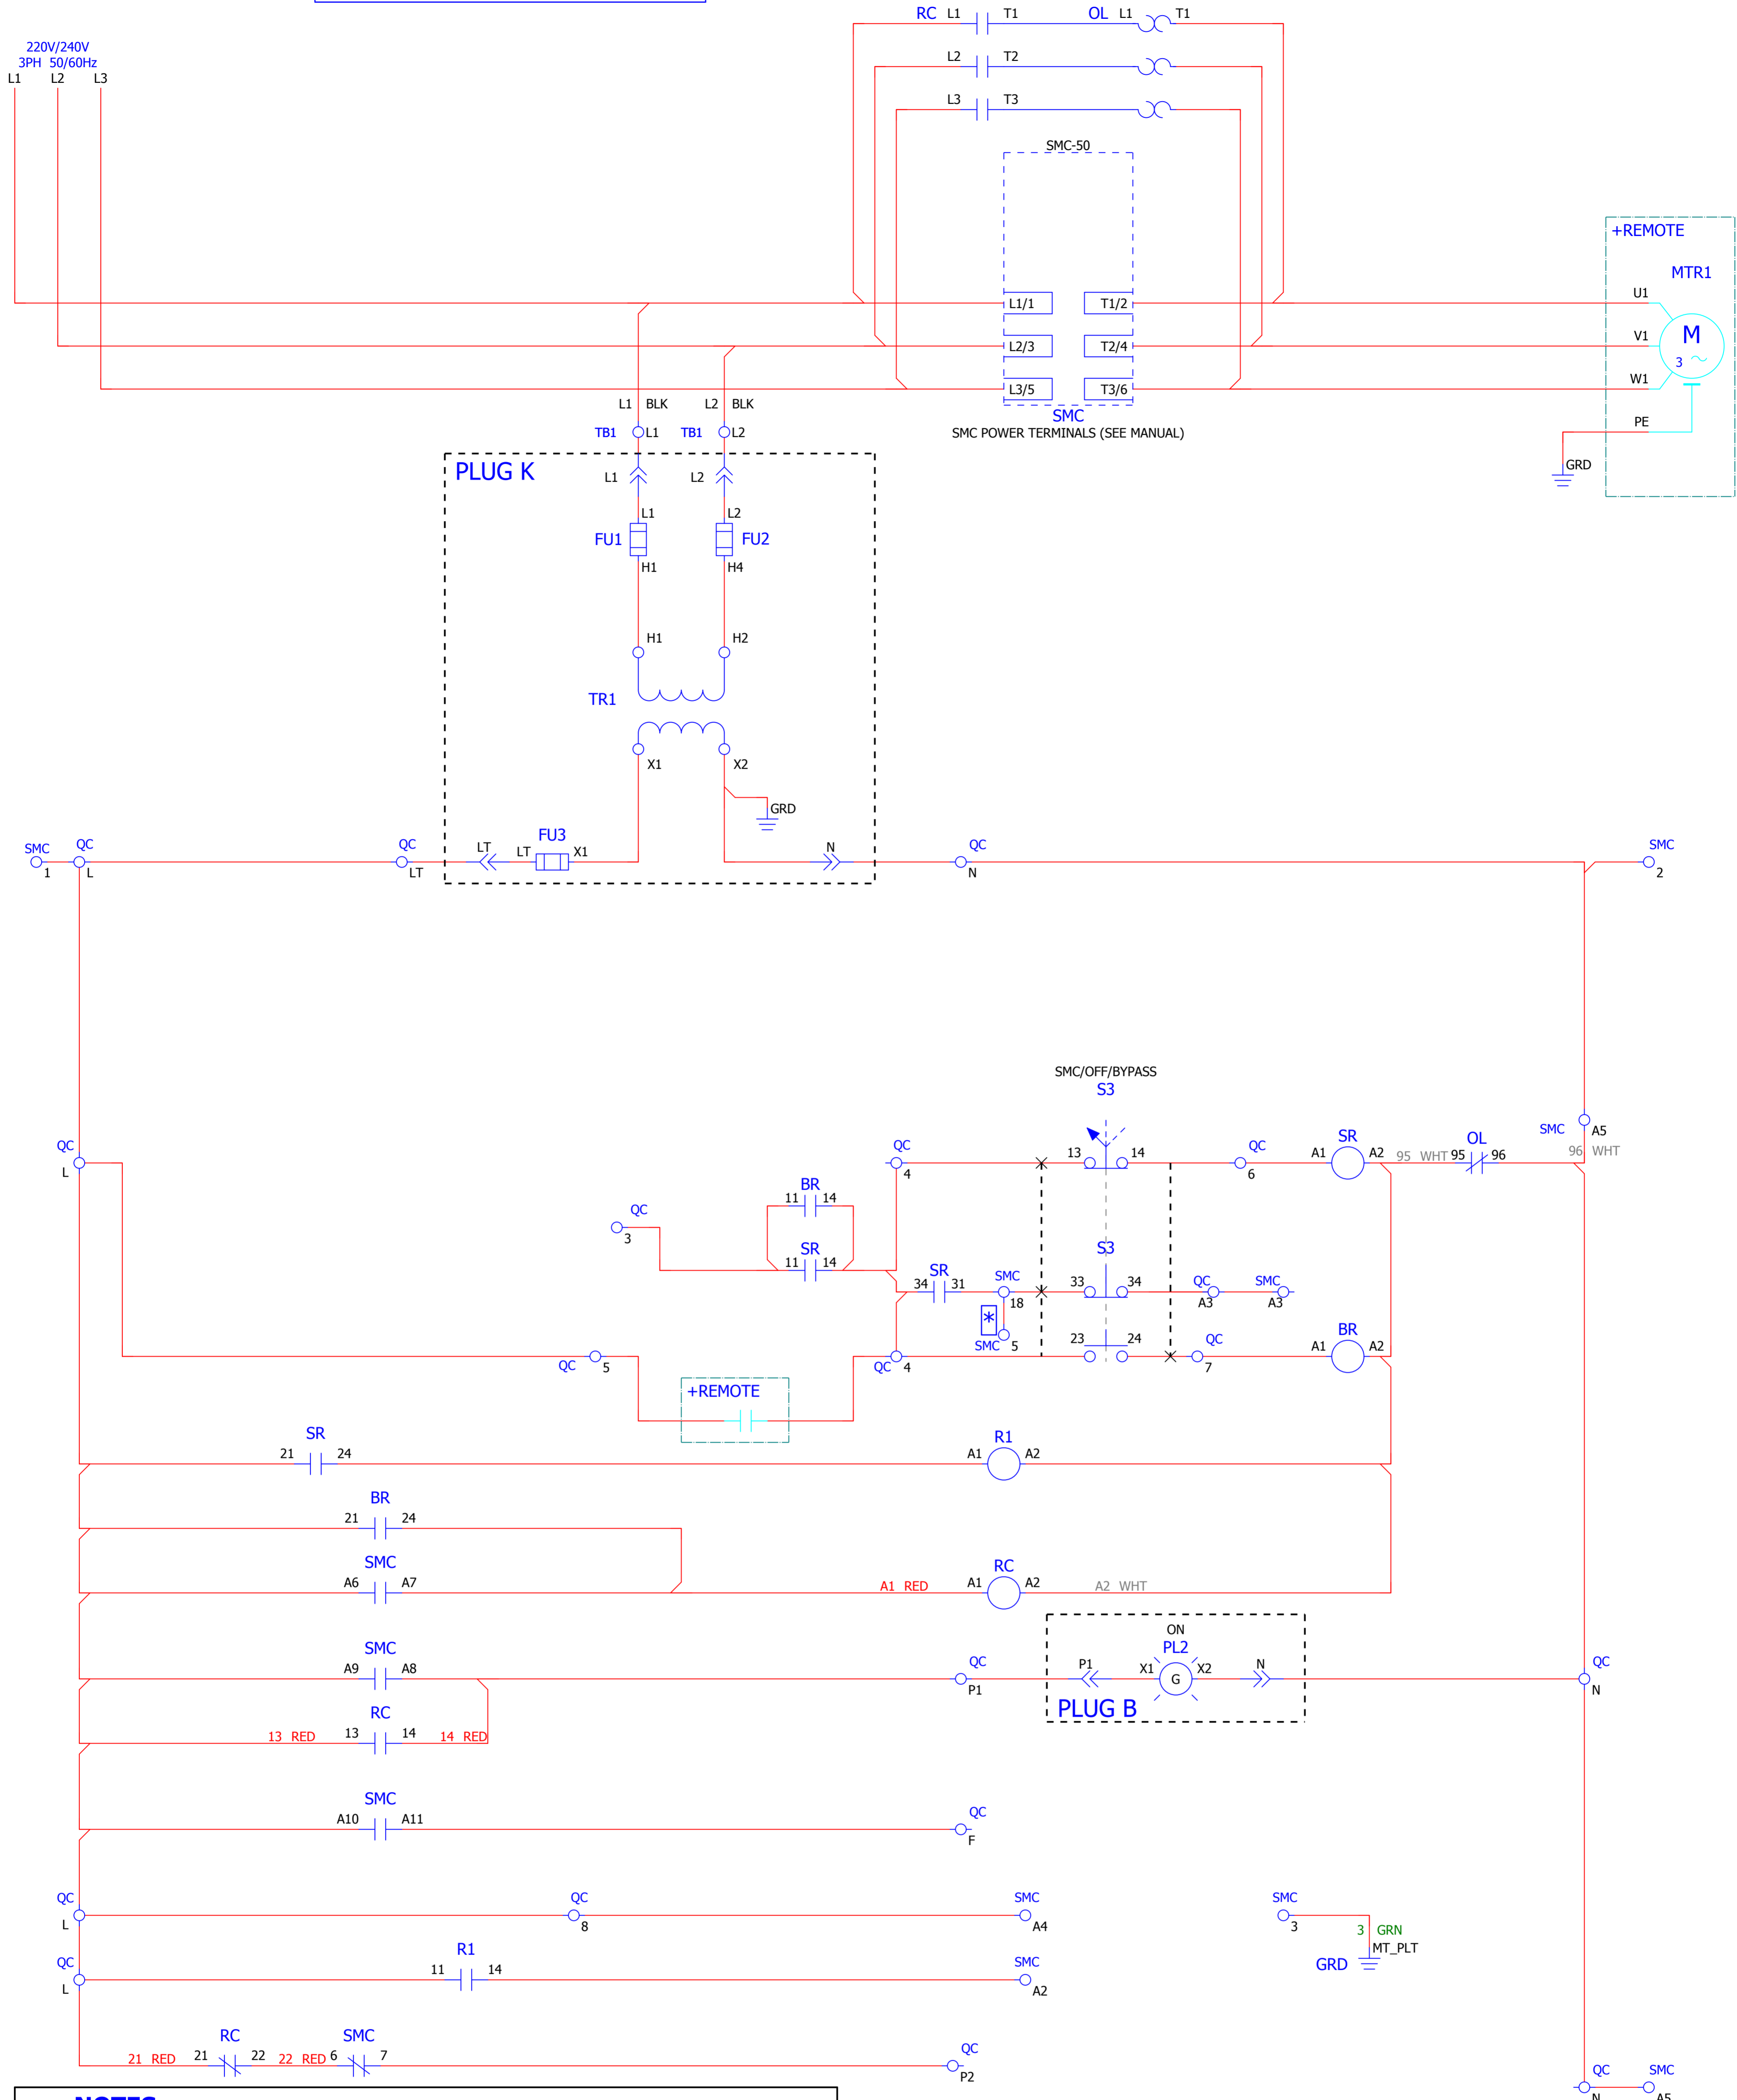 RC L1 T1 OL L1 T1
220V/240V
3PH 50/60Hz
L1 L2 L3
L2 T2
L3 T3
SMC-50
+REMOTE
MTR1
L1/1 T1/2 U1
L2/3 T2/4 V1
M
3
L3/5 T3/6 W1
L1 BLK L2 BLK
SMC
PE
TB1 L1 TB1 L2
SMC POWER TERMINALS (SEE MANUAL)
GRD
PLUG K
L1 L2
L1 L2
FU1 FU2
H1 H4
H1 H2
TR1
X1 X2
GRD
FU3
SMC QC QC LT LT X1 N QC SMC
1 L LT N 2
SMC/OFF/BYPASS
S3
SMC A5
QC QC 13 14 QC SR OL
L 4 6 A1 A2 95 WHT 95 96 96 WHT
BR
11 14
QC
3
SR
11 14
S3
SR SMC
34 31 33 34 QC SMC
18 A3 A3
*
SMC 5 23 24 QC BR
QC 5 QC 4 7 A1 A2
+REMOTE
SR R1
21 24 A1 A2
BR
21 24
SMC RC
A6 A7 A1 RED A1 A2 A2 WHT
ON
SMC PL2
A9 A8 QC P1 X1 G X2 N QC
P1 N
PLUG B
RC
13 RED 13 14 14 RED
SMC
A10 A11 QC
F
QC QC SMC SMC
L 8 A4 3
3 GRN
MT_PLT
GRD
QC R1 SMC
L 11 14 A2
RC SMC
21 RED 21 22 22 RED 6 7 QC
P2
QC SMC
N A5
NOTES